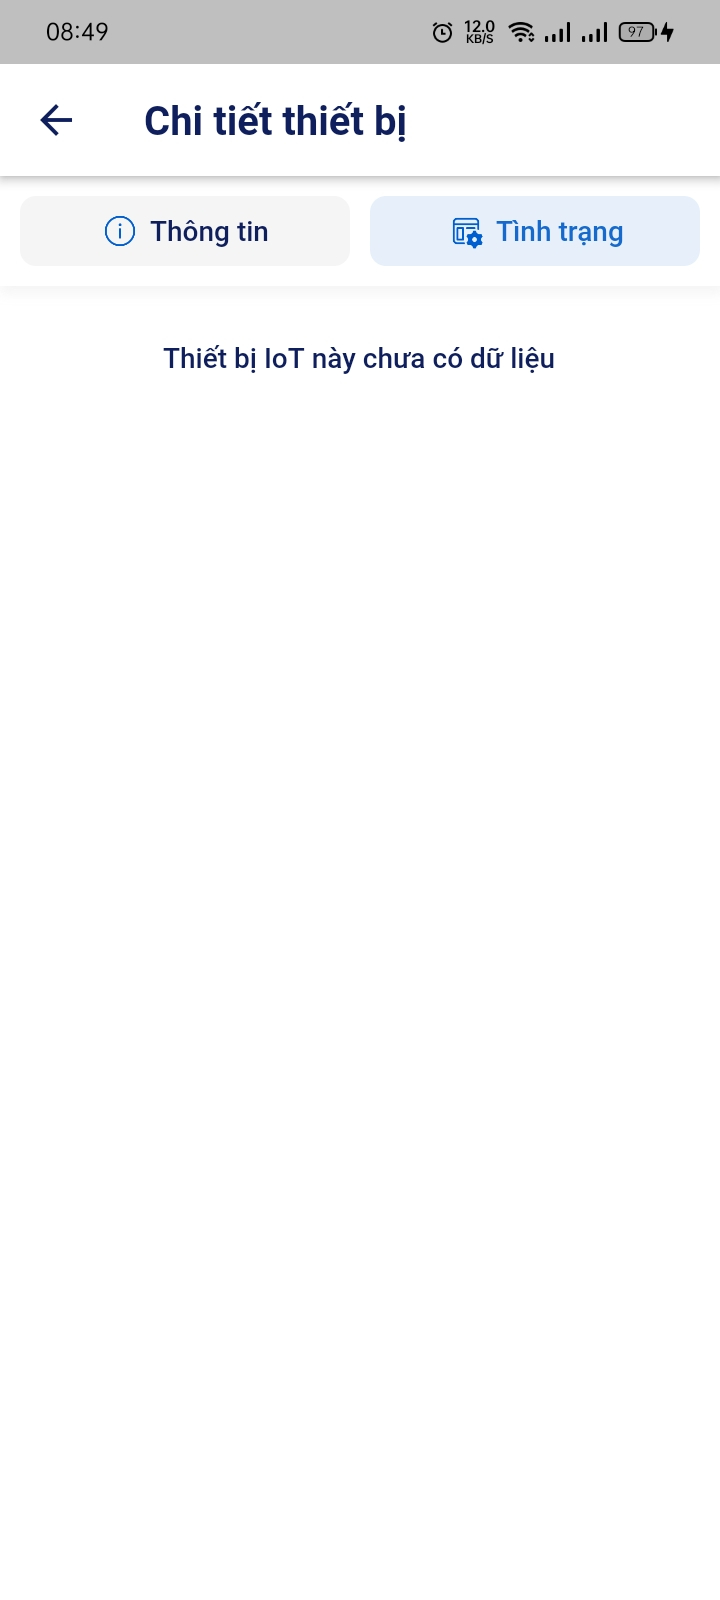 08:49
12.0
KB/S
97
Chi tiết thiết bị
Thông tin
Tình trạng
Thiết bị IoT này chưa có dữ liệu